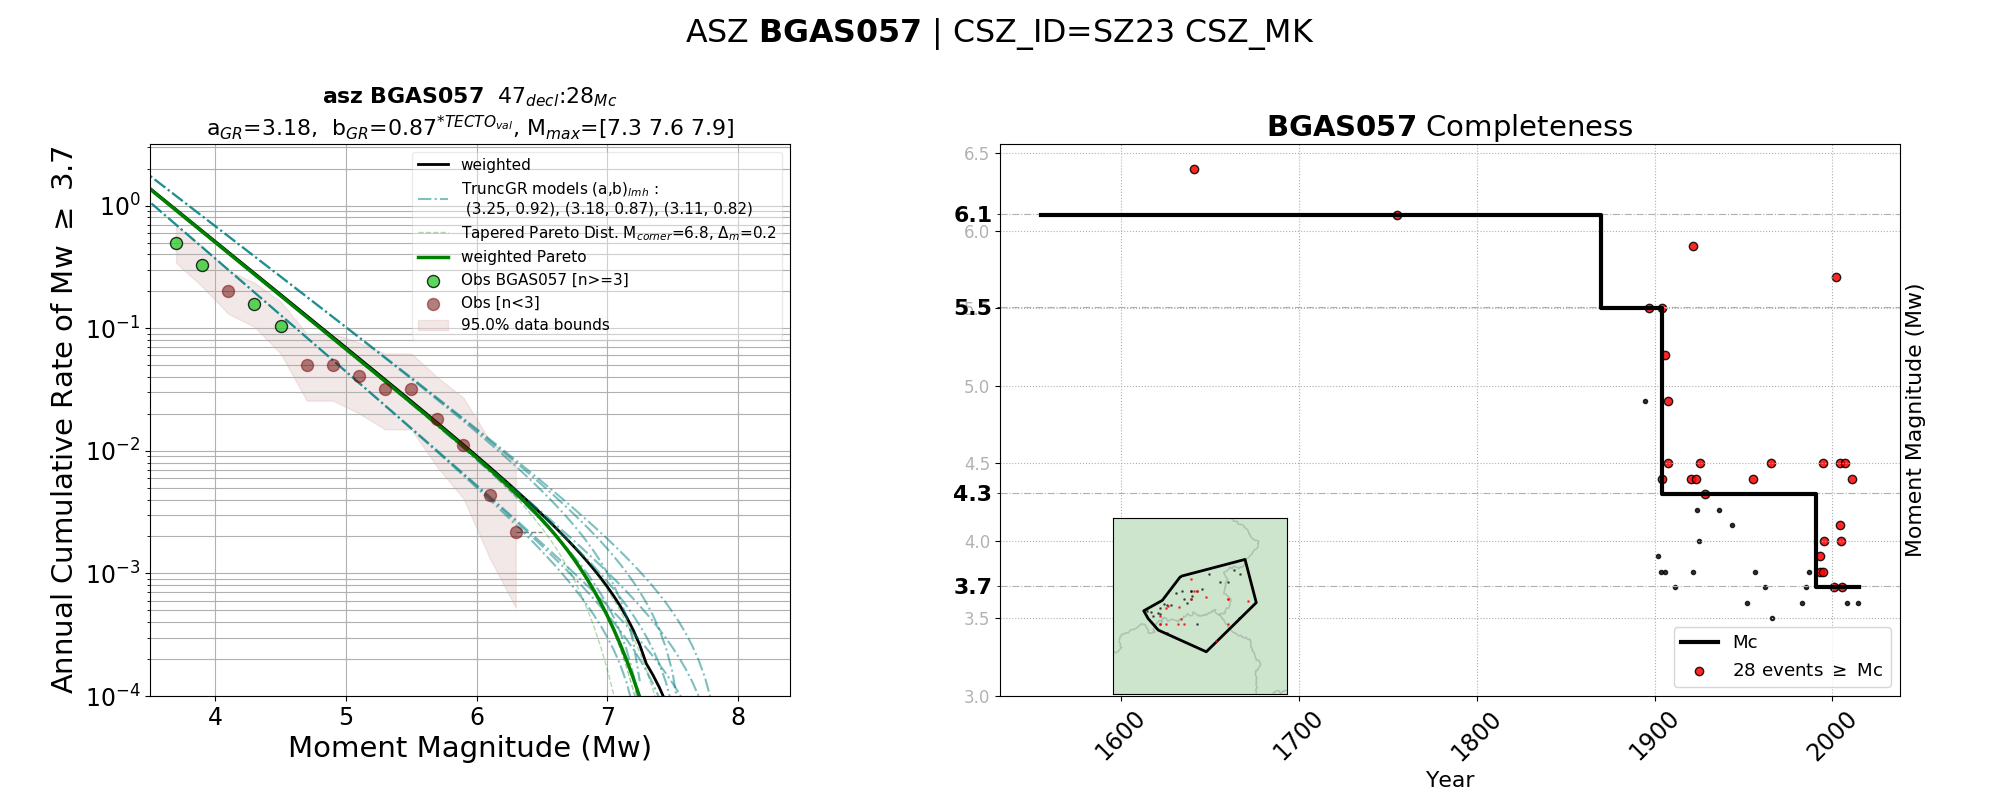 ASZ BGAS057 | CSZ_ID=SZ23 CSZ_MK
asz BGAS057 47decl:28Mc
aGR=3.18, bGR=0.87*TECTOval, Mmax=[7.3 7.6 7.9]
Annual Cumulative Rate of Mw ≥ 3.7
10^0
10^-1
10^-2
10^-3
10^-4
weighted
TruncGR models (a,b)lmh :
(3.25, 0.92), (3.18, 0.87), (3.11, 0.82)
Tapered Pareto Dist. Mcorner=6.8, Δm=0.2
weighted Pareto
Obs BGAS057 [n>=3]
Obs [n<3]
95.0% data bounds
4 5 6 7 8
Moment Magnitude (Mw)
BGAS057 Completeness
6.5
6.1
6.0
5.5
5.0
4.5
4.3
4.0
3.7
3.5
3.0
Moment Magnitude (Mw)
Mc
28 events ≥ Mc
1600 1700 1800 1900 2000
Year